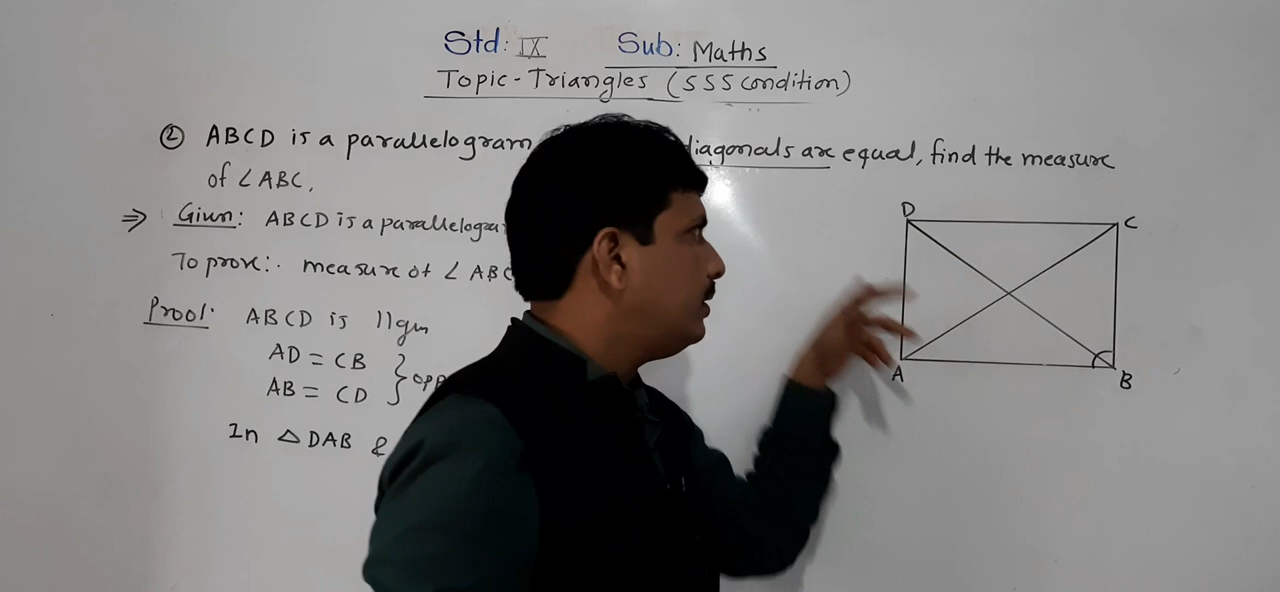 Std: IX Sub: Maths
Topic - Triangles (SSS condition)
② ABCD is a parallelogram diagonals are equal, find the measure
of ∠ABC.
⇒ Given: ABCD is a
To prove:. measure of ∠ABC
Proof. ABCD is ||gm
AD = CB
AB = CD } opp
In △DAB &
D C
A B